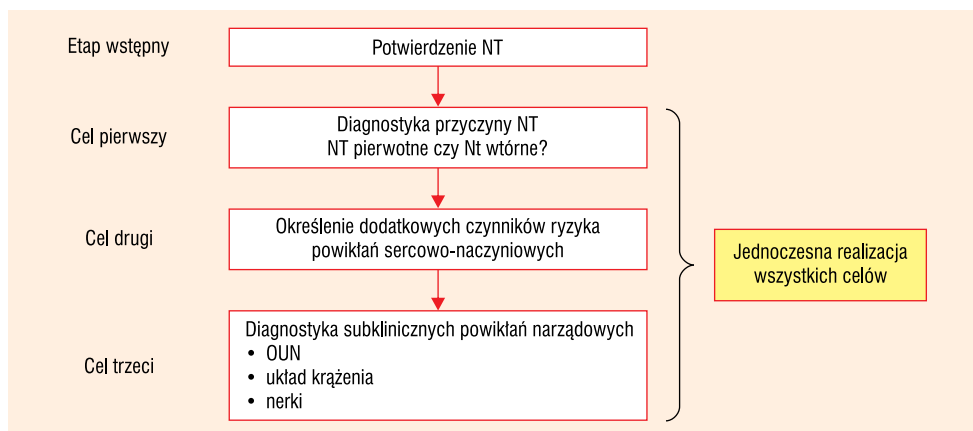 Etap wstępny
Potwierdzenie NT
Cel pierwszy
Diagnostyka przyczyny NT
NT pierwotne czy Nt wtórne?
Cel drugi
Określenie dodatkowych czynników ryzyka
powikłań sercowo-naczyniowych
Jednoczesna realizacja
wszystkich celów
Cel trzeci
Diagnostyka subklinicznych powikłań narządowych
• OUN
• układ krążenia
• nerki